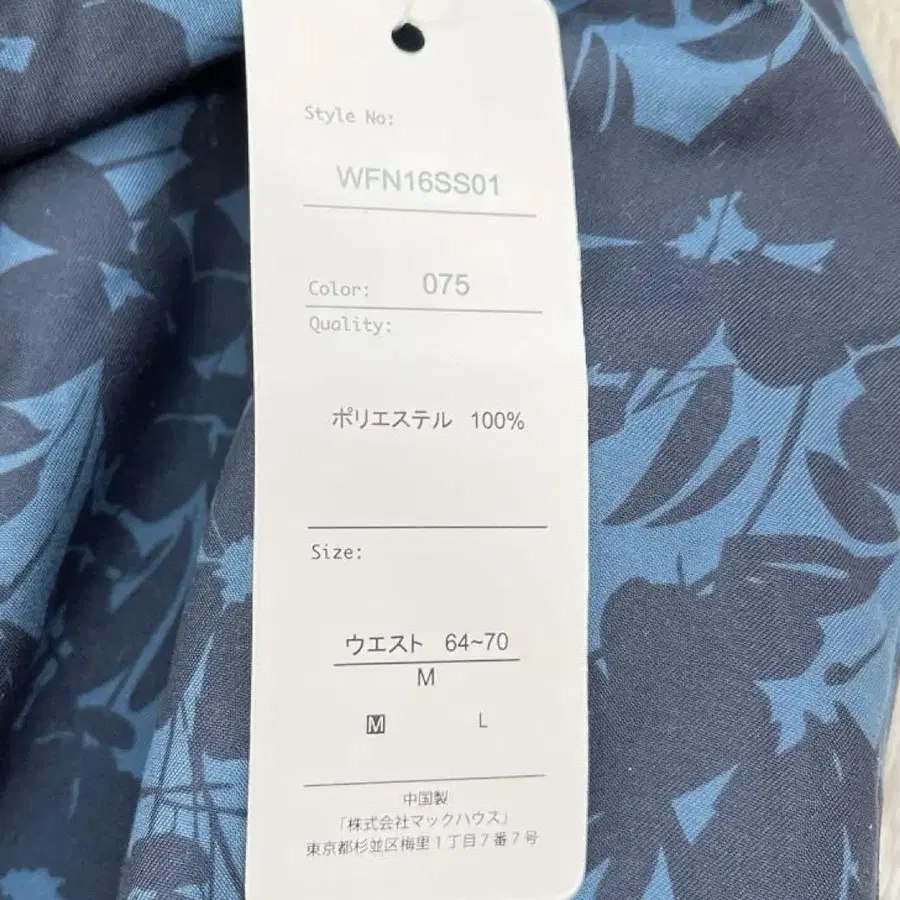 Style No:
WFN16SS01
Color: 075
Quality:
ポリエステル 100%
Size:
ウエスト 64~70
M
M L
中国製
「株式会社マックハウス」
東京都杉並区梅里1丁目7番7号